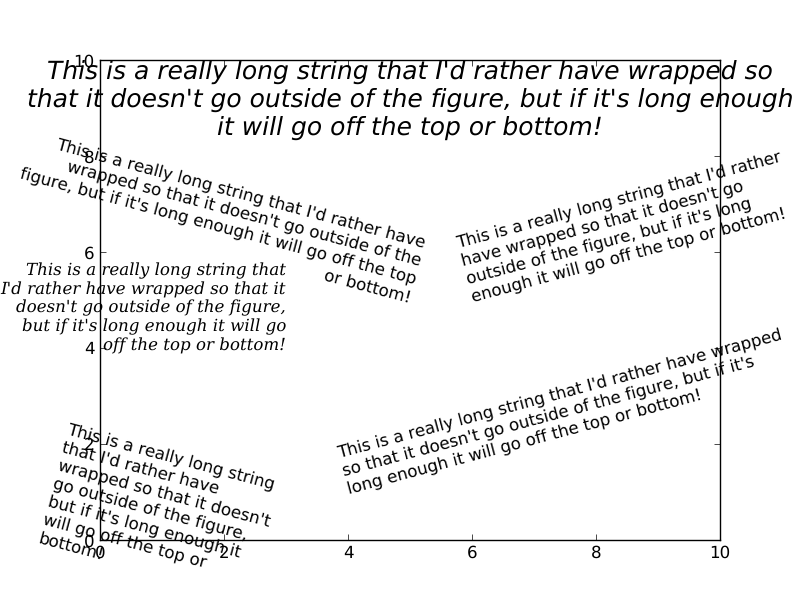 This is a really long string that I'd rather have wrapped so
that it doesn't go outside of the figure, but if it's long enough
it will go off the top or bottom!
This is a really long string that I'd rather have
wrapped so that it doesn't go outside of the
figure, but if it's long enough it will go off the top
or bottom!
This is a really long string that I'd rather
have wrapped so that it doesn't go
outside of the figure, but if it's long
enough it will go off the top or bottom!
This is a really long string that
I'd rather have wrapped so that it
doesn't go outside of the figure,
but if it's long enough it will go
off the top or bottom!
This is a really long string that I'd rather have wrapped
so that it doesn't go outside of the figure, but if it's
long enough it will go off the top or bottom!
This is a really long string
that I'd rather have
wrapped so that it doesn't
go outside of the figure,
but if it's long enough it
will go off the top or
bottom!
10
8
6
4
2
0
0 2 4 6 8 10